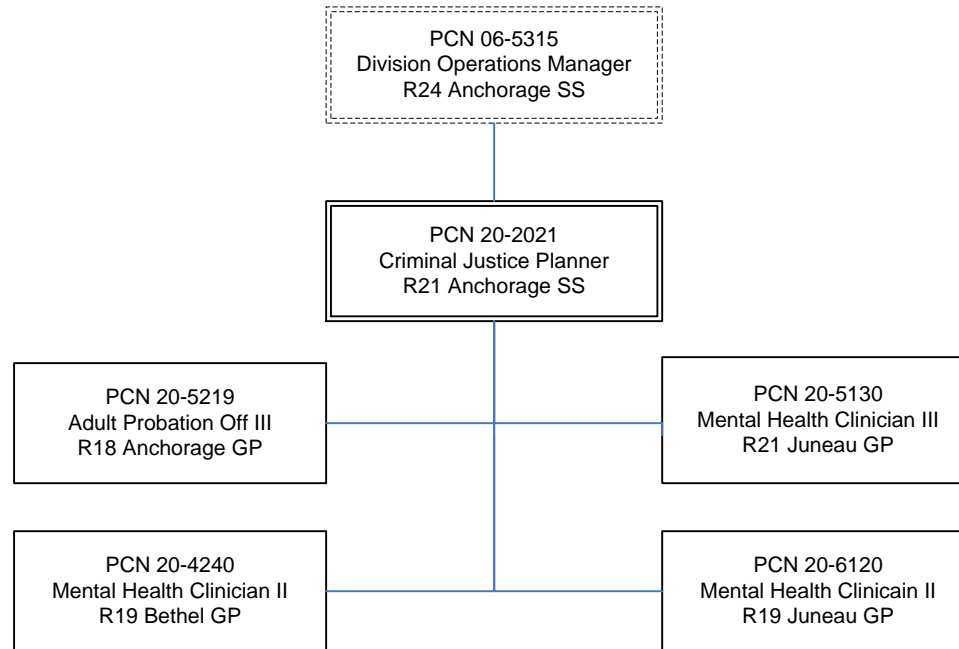 PCN 06-5315
Division Operations Manager
R24 Anchorage SS
PCN 20-2021
Criminal Justice Planner
R21 Anchorage SS
PCN 20-5219
Adult Probation Off III
R18 Anchorage GP
PCN 20-5130
Mental Health Clinician III
R21 Juneau GP
PCN 20-4240
Mental Health Clinician II
R19 Bethel GP
PCN 20-6120
Mental Health Clinicain II
R19 Juneau GP